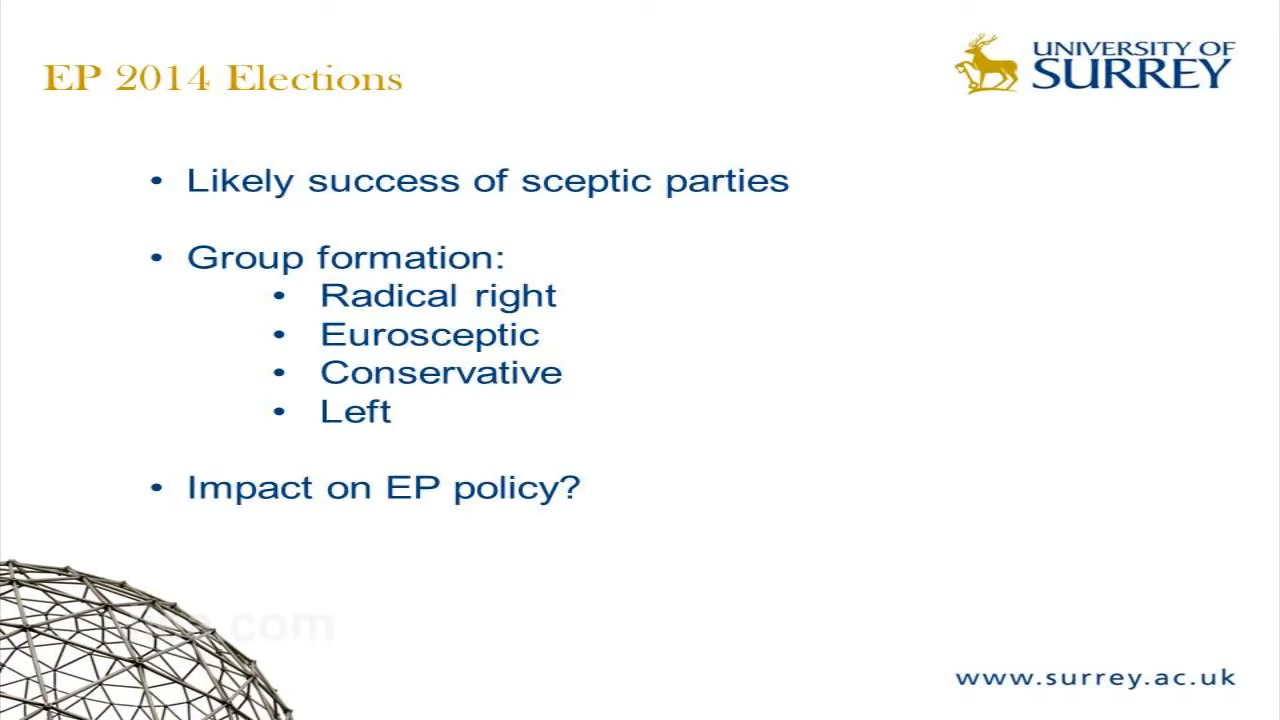 EP 2014 Elections
UNIVERSITY OF
SURREY
• Likely success of sceptic parties
• Group formation:
• Radical right
• Eurosceptic
• Conservative
• Left
• Impact on EP policy?
.com
www.surrey.ac.uk